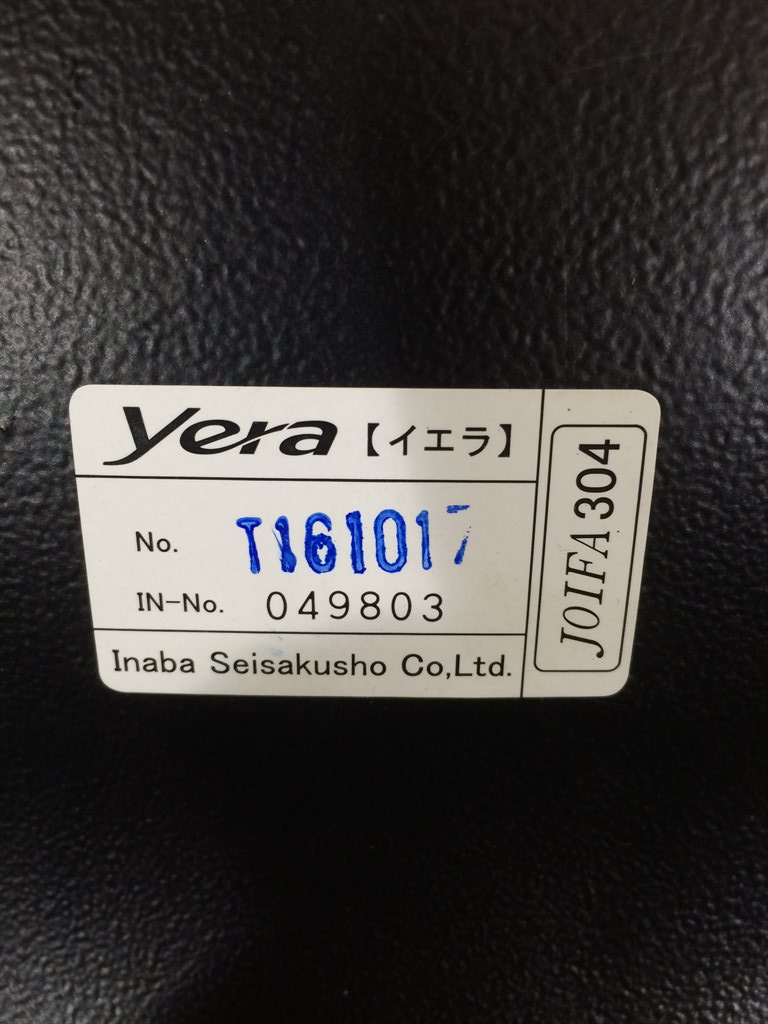 Yera【イエラ】
No. T161017
IN-No. 049803
Inaba Seisakusho Co,Ltd.
JOIFA 304